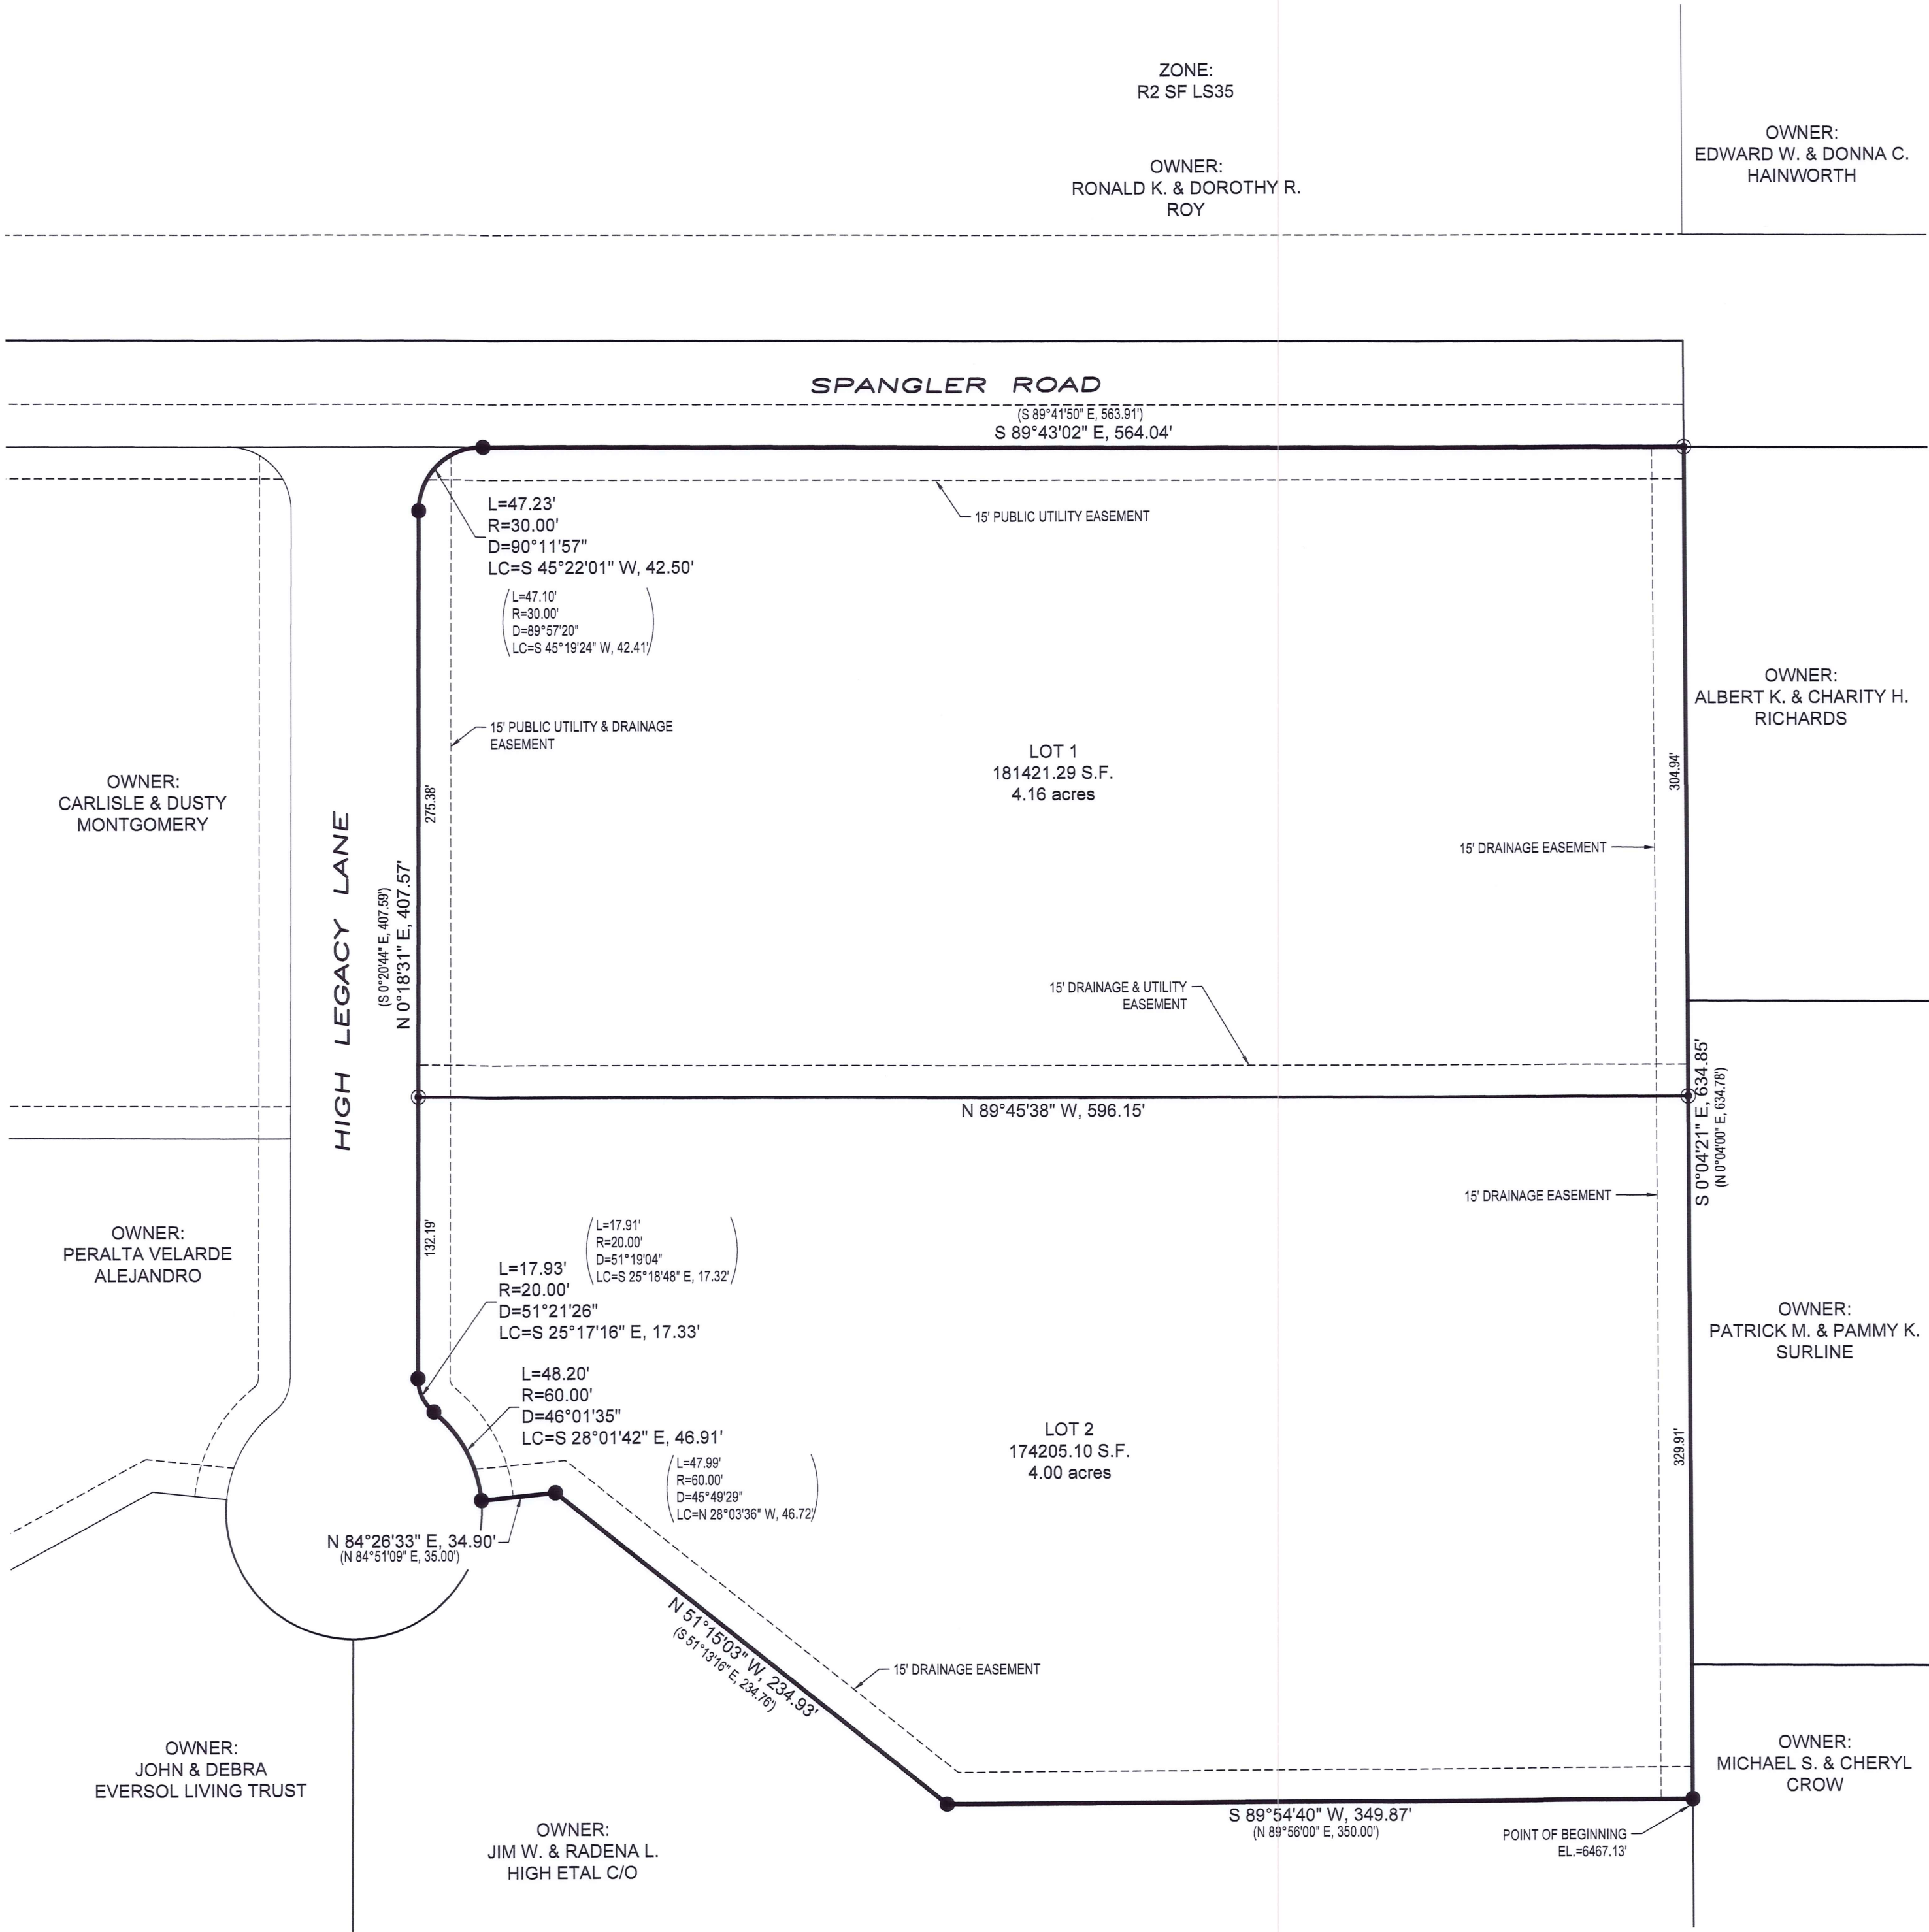 ZONE:
R2 SF LS35
OWNER:
EDWARD W. & DONNA C.
HAINWORTH
OWNER:
RONALD K. & DOROTHY R.
ROY
SPANGLER ROAD
(S 89°41'50" E, 563.91')
S 89°43'02" E, 564.04'
L=47.23'
R=30.00'
D=90°11'57"
LC=S 45°22'01" W, 42.50'
L=47.10'
R=30.00'
D=89°57'20"
LC=S 45°19'24" W, 42.41'
15' PUBLIC UTILITY EASEMENT
OWNER:
ALBERT K. & CHARITY H.
RICHARDS
15' PUBLIC UTILITY & DRAINAGE
EASEMENT
LOT 1
181421.29 S.F.
4.16 acres
304.94'
275.38'
OWNER:
CARLISLE & DUSTY
MONTGOMERY
15' DRAINAGE EASEMENT
HIGH LEGACY LANE
(S 0°20'44" E, 407.59')
N 0°18'31" E, 407.57'
15' DRAINAGE & UTILITY
EASEMENT
N 89°45'38" W, 596.15'
S 0°04'21" E, 634.85'
(N 0°04'00" E, 634.78')
15' DRAINAGE EASEMENT
132.19'
OWNER:
PERALTA VELARDE
ALEJANDRO
L=17.91'
R=20.00'
D=51°19'04"
LC=S 25°18'48" E, 17.32'
L=17.93'
R=20.00'
D=51°21'26"
LC=S 25°17'16" E, 17.33'
OWNER:
PATRICK M. & PAMMY K.
SURLINE
L=48.20'
R=60.00'
D=46°01'35"
LC=S 28°01'42" E, 46.91'
L=47.99'
R=60.00'
D=45°49'29"
LC=N 28°03'36" W, 46.72'
LOT 2
174205.10 S.F.
4.00 acres
329.91'
N 84°26'33" E, 34.90'
(N 84°51'09" E, 35.00')
N 51°15'03" W, 234.93'
(S 51°13'16" E, 234.76')
15' DRAINAGE EASEMENT
OWNER:
JOHN & DEBRA
EVERSOL LIVING TRUST
OWNER:
MICHAEL S. & CHERYL
CROW
S 89°54'40" W, 349.87'
(N 89°56'00" E, 350.00')
POINT OF BEGINNING
EL.=6467.13'
OWNER:
JIM W. & RADENA L.
HIGH ETAL C/O